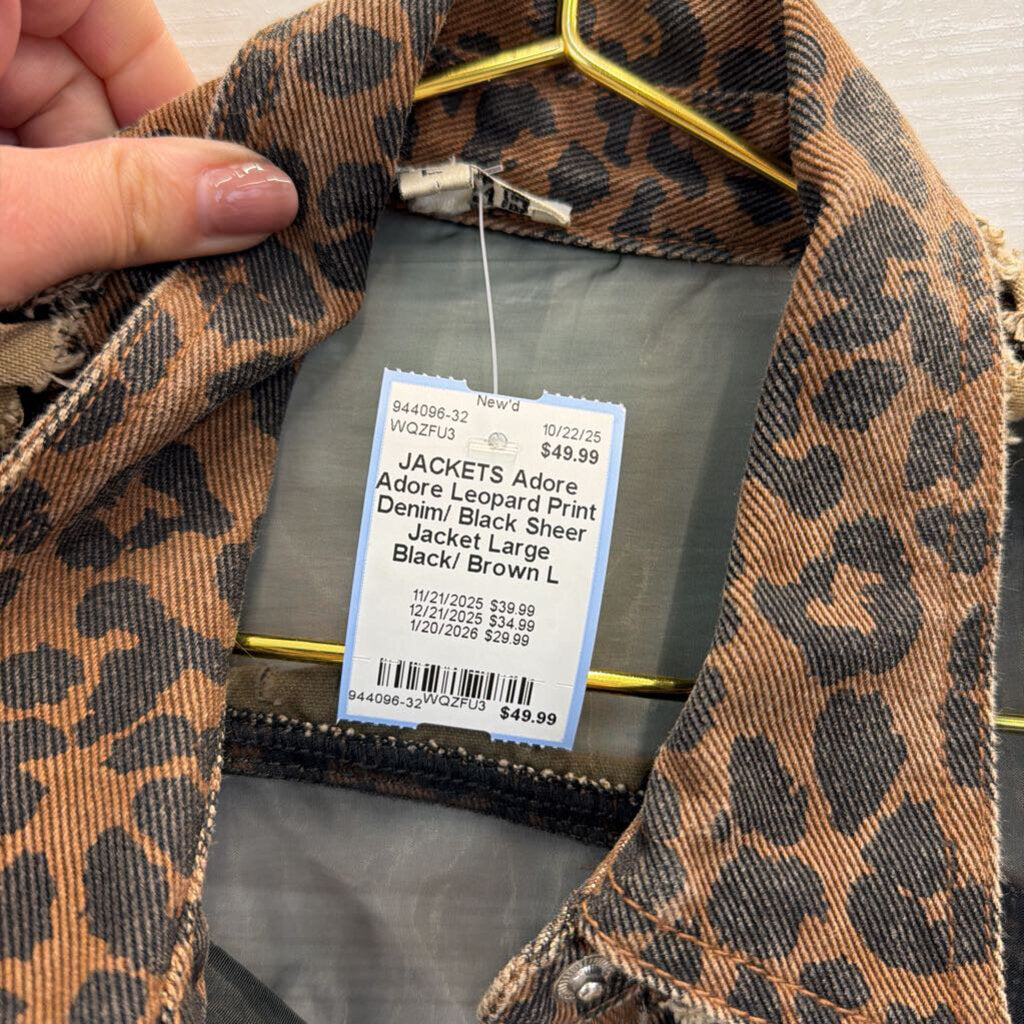 New'd
944096-32
10/22/25
WQZFU3
$49.99
JACKETS Adore
Adore Leopard Print
Denim/ Black Sheer
Jacket Large
Black/ Brown L
11/21/2025 $39.99
12/21/2025 $34.99
1/20/2026 $29.99
944096-32 WQZFU3 $49.99